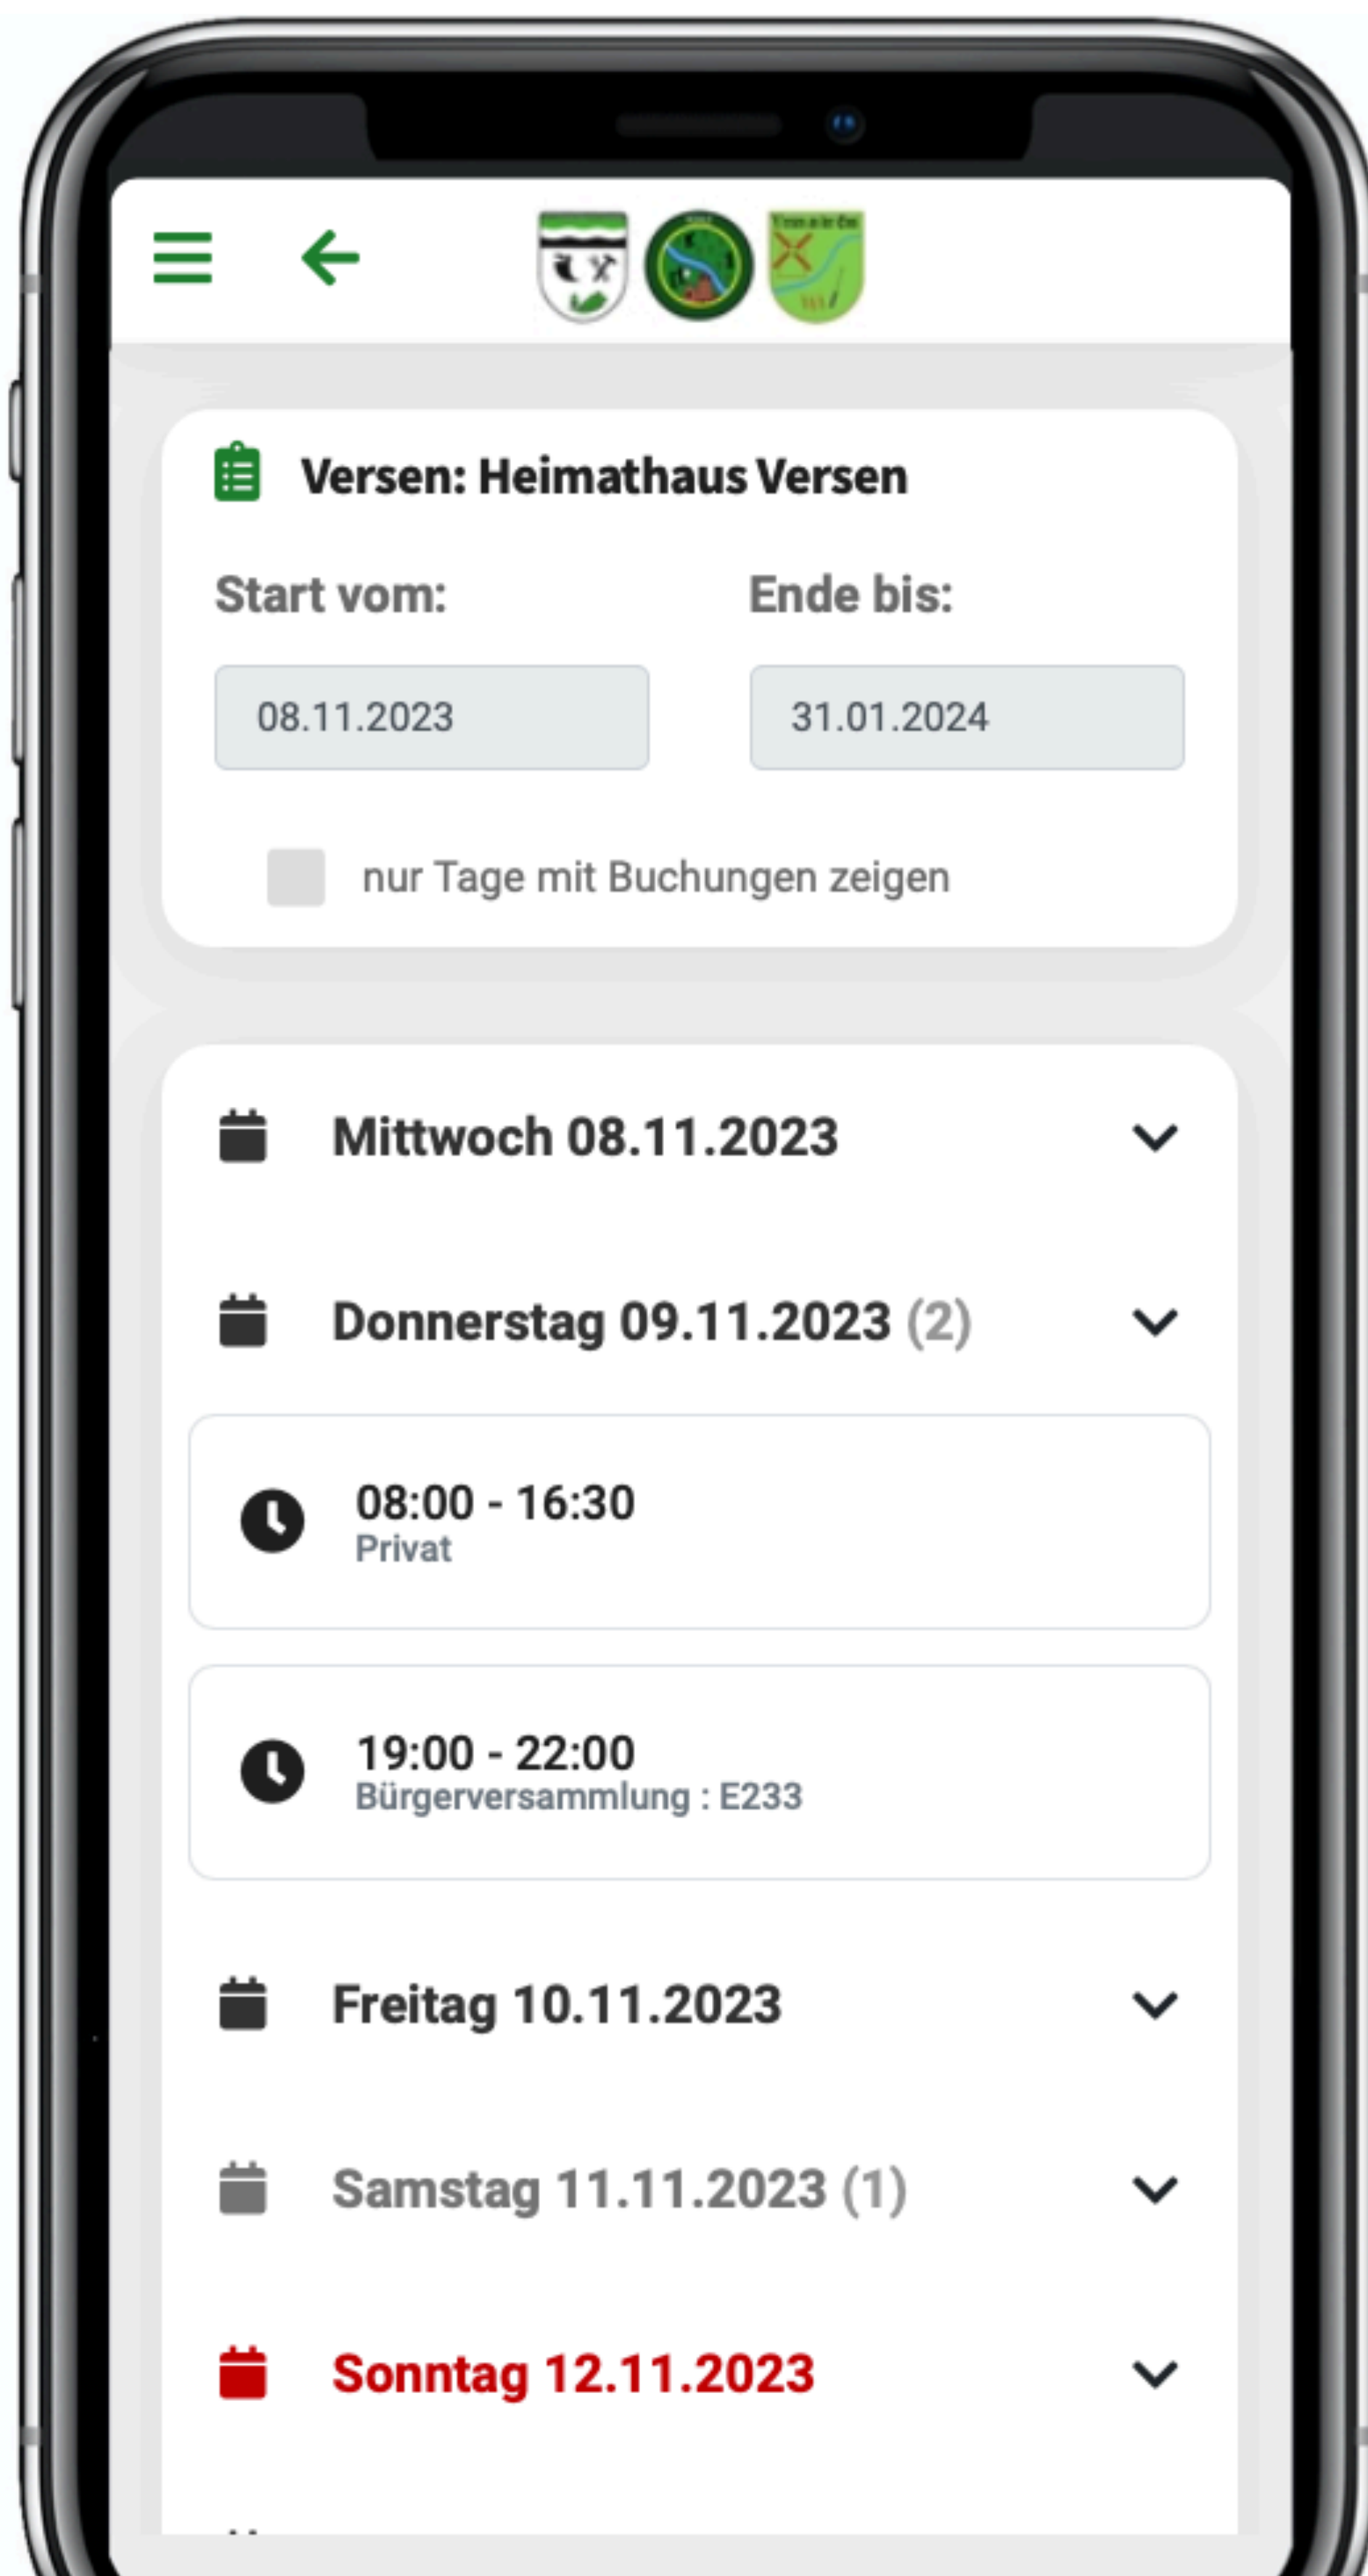 Versen: Heimathaus Versen
Start vom: Ende bis:
08.11.2023 31.01.2024
nur Tage mit Buchungen zeigen
Mittwoch 08.11.2023
Donnerstag 09.11.2023 (2)
08:00 - 16:30
Privat
19:00 - 22:00
Bürgerversammlung : E233
Freitag 10.11.2023
Samstag 11.11.2023 (1)
Sonntag 12.11.2023